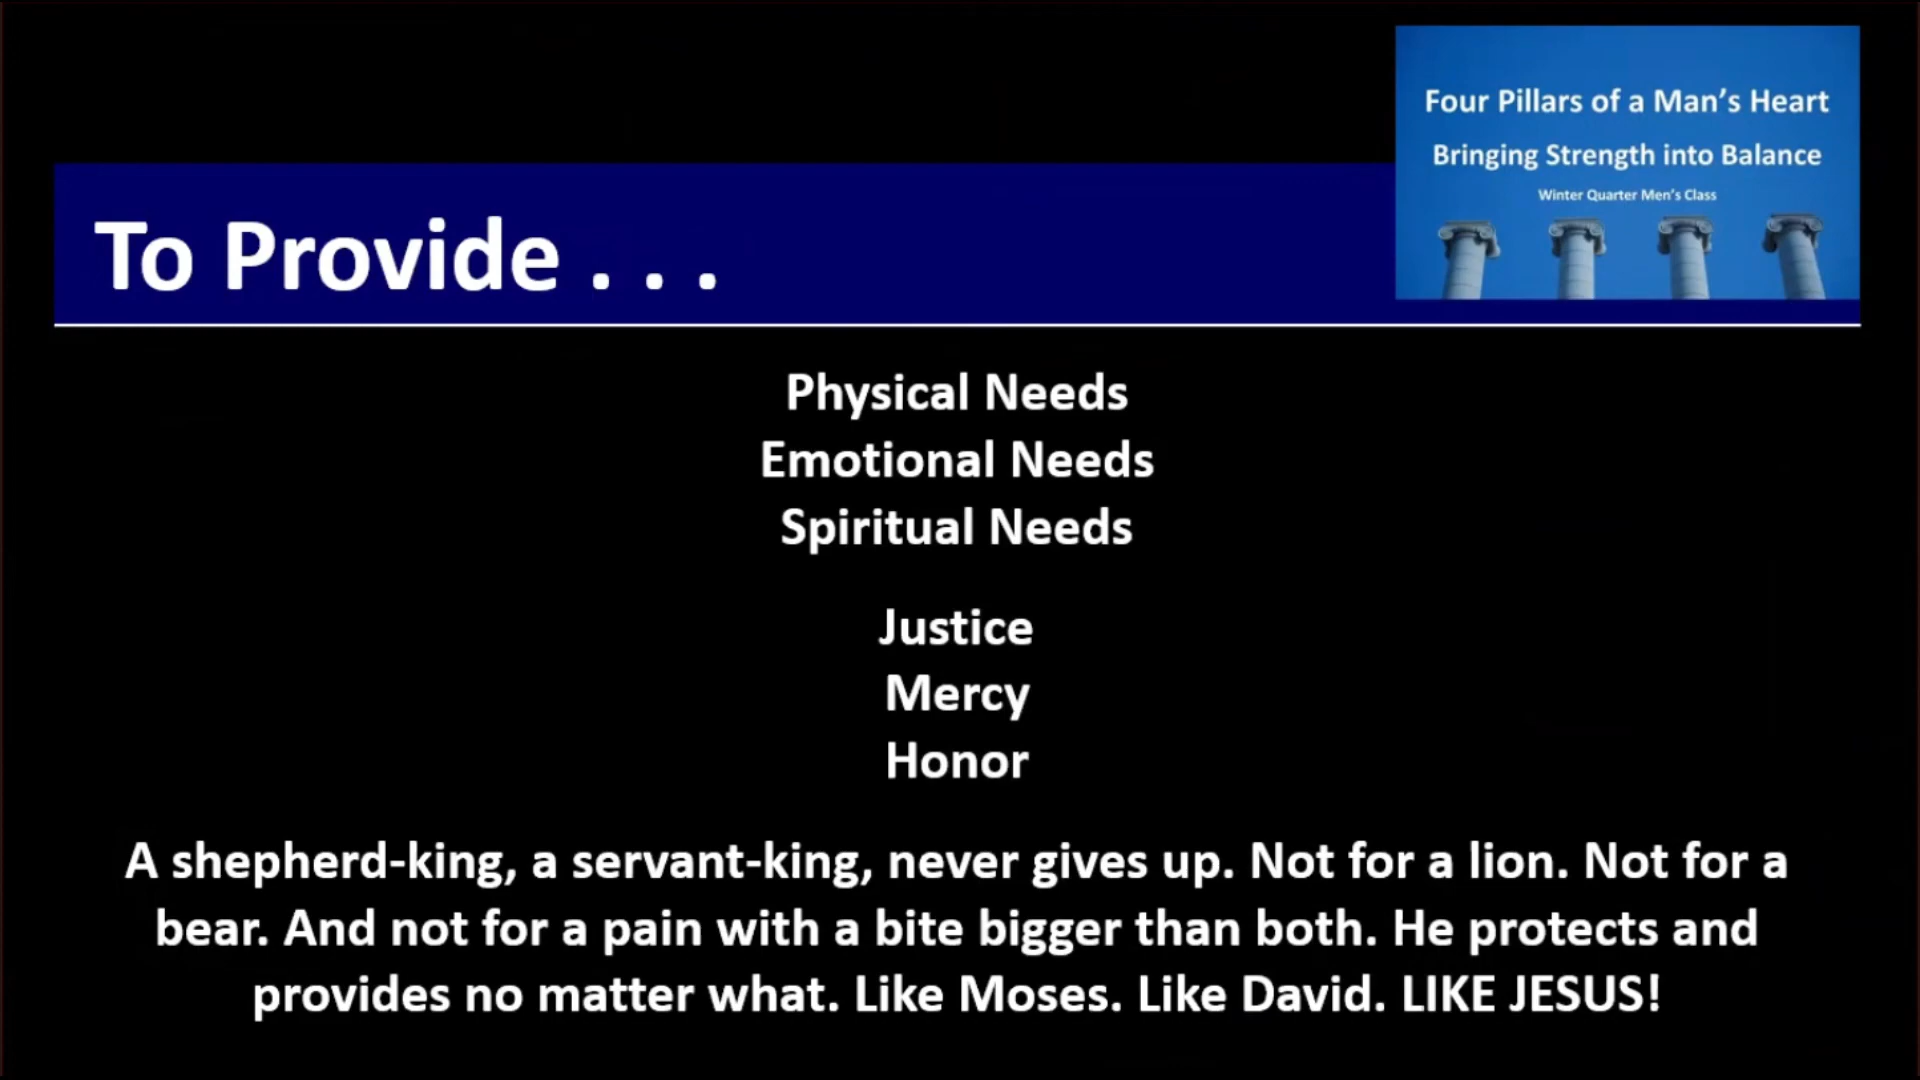 Four Pillars of a Man's Heart
Bringing Strength into Balance
Winter Quarter Men's Class
To Provide . . .
Physical Needs
Emotional Needs
Spiritual Needs
Justice
Mercy
Honor
A shepherd-king, a servant-king, never gives up. Not for a lion. Not for a
bear. And not for a pain with a bite bigger than both. He protects and
provides no matter what. Like Moses. Like David. LIKE JESUS!